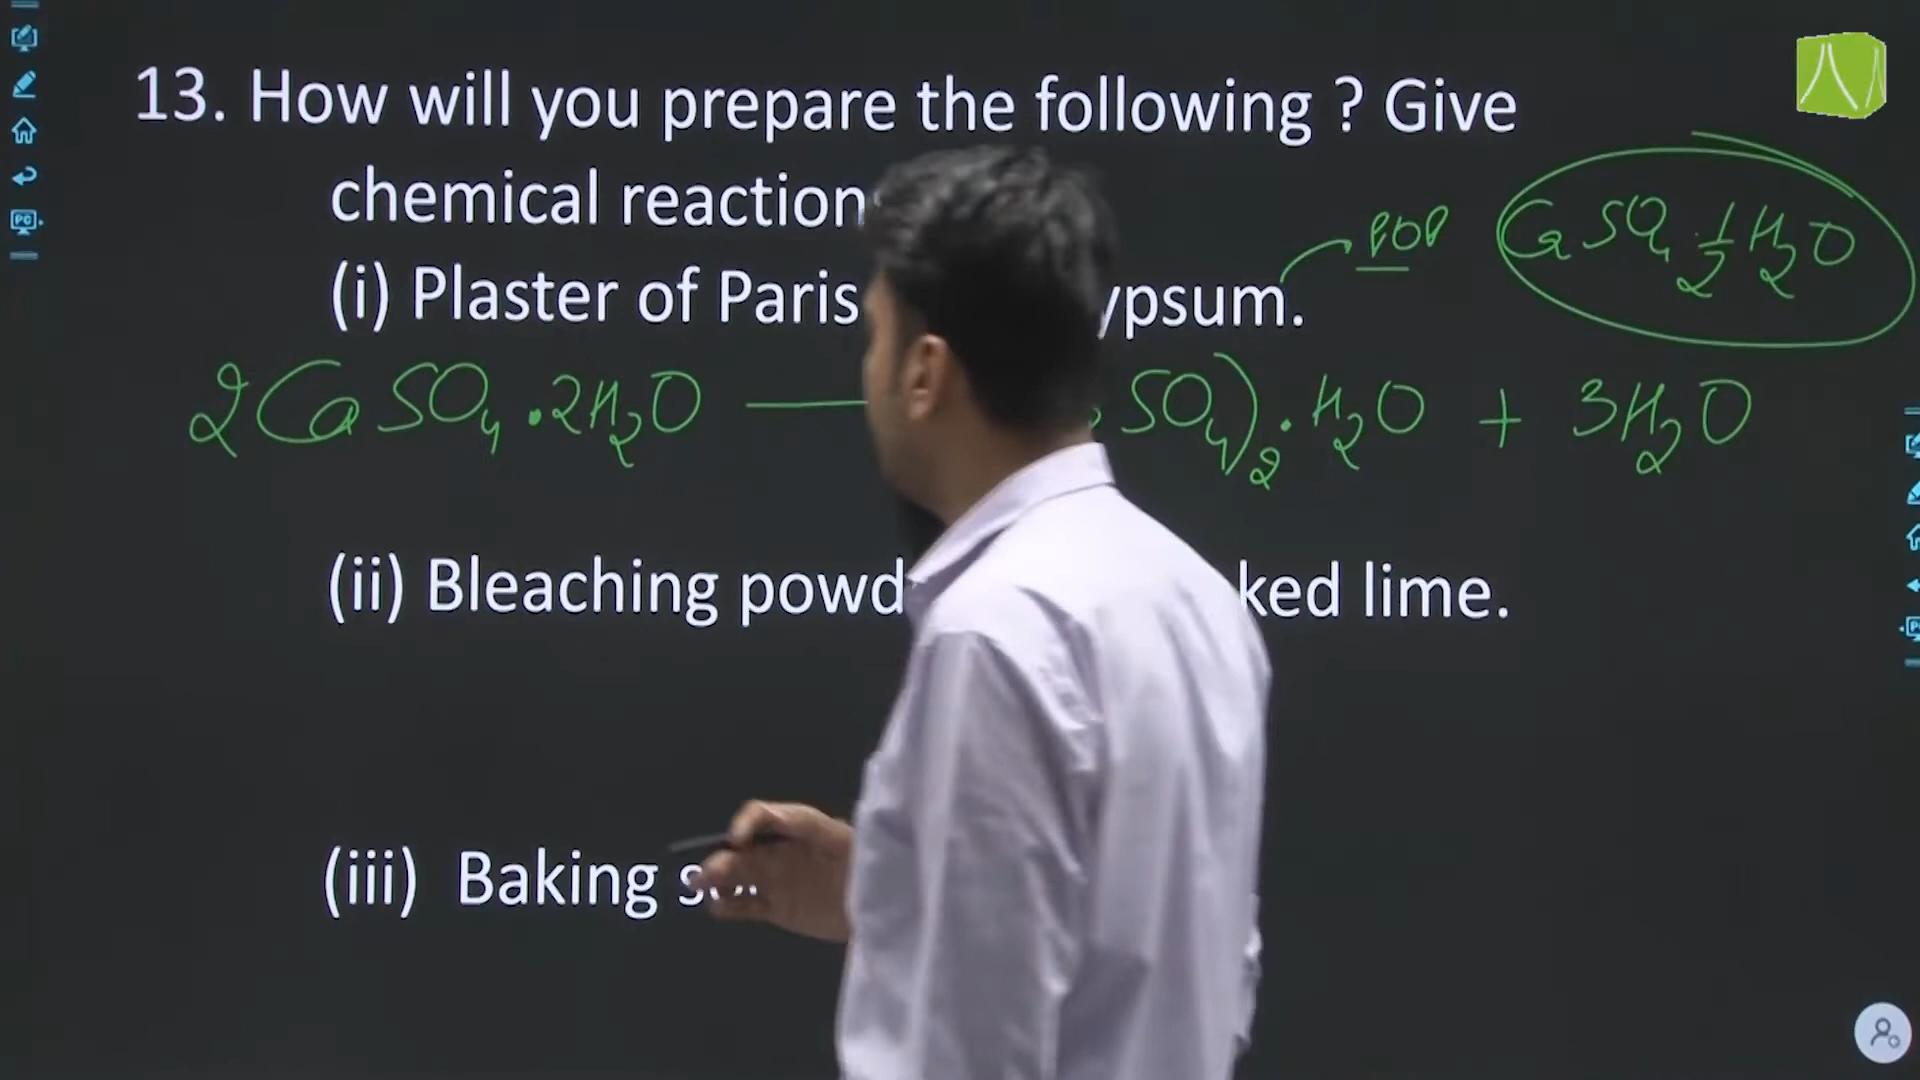 13. How will you prepare the following ? Give
chemical reaction
(i) Plaster of Paris ypsum.
POP
CaSO₄·½H₂O
2CaSO₄·2H₂O — SO₄)₂·H₂O + 3H₂O
(ii) Bleaching powd ked lime.
(iii) Baking